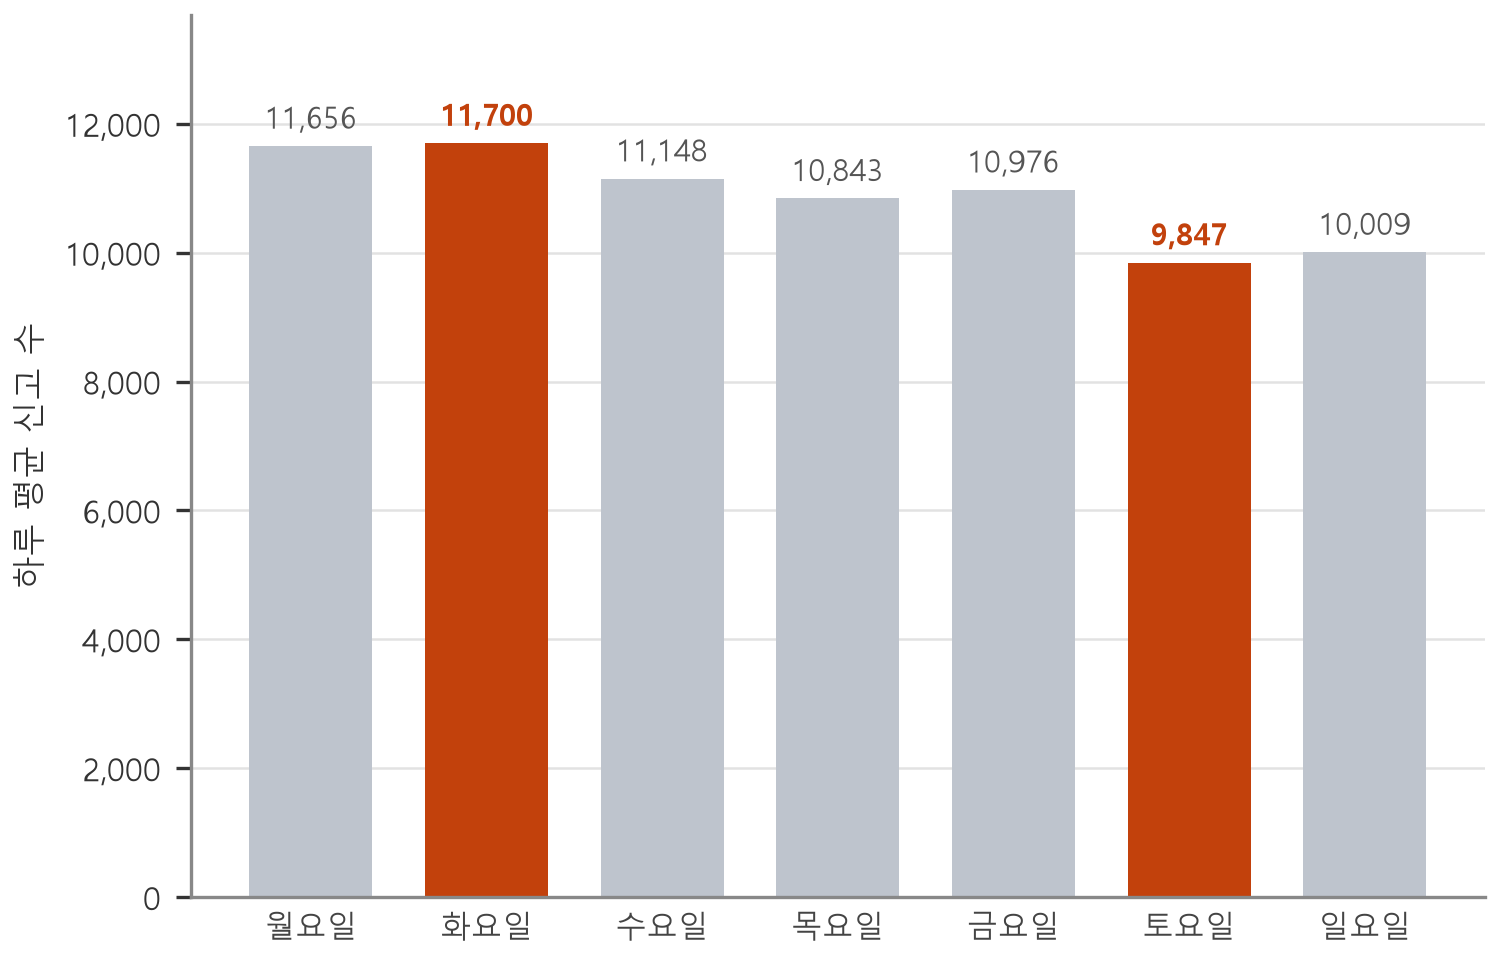 하루 평균 신고 수
12,000
10,000
8,000
6,000
4,000
2,000
0
11,656
11,700
11,148
10,843
10,976
9,847
10,009
월요일
화요일
수요일
목요일
금요일
토요일
일요일